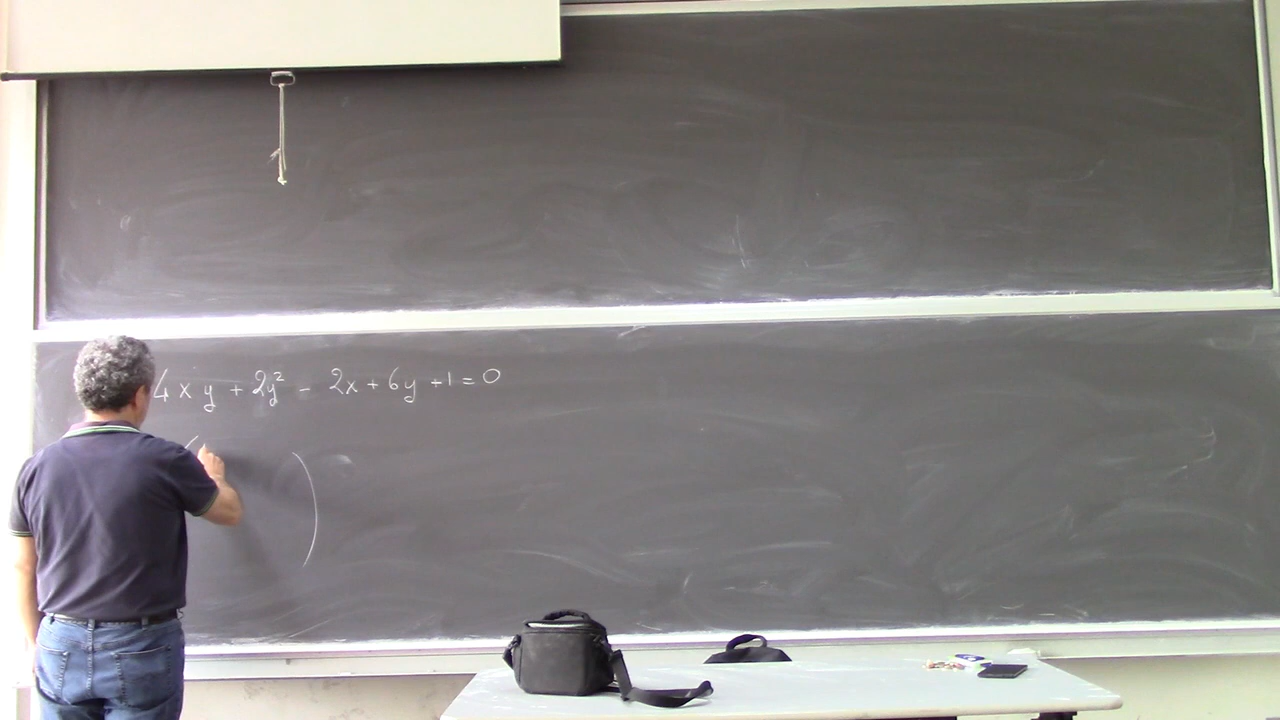 4xy + 2y² - 2x + 6y + 1 = 0
( )